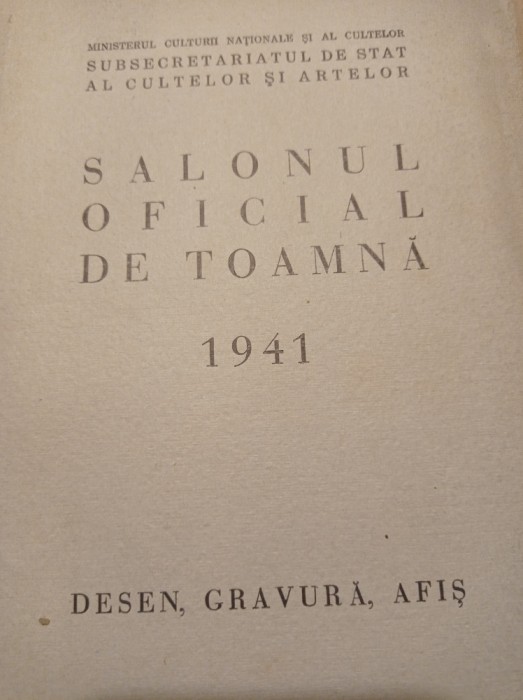 MINISTERUL CULTURII NAȚIONALE ȘI AL CULTELOR
SUBSECRETARIATUL DE STAT
AL CULTELOR ȘI ARTELOR
SALONUL
OFICIAL
DE TOAMNĂ
1941
DESEN, GRAVURĂ, AFIȘ